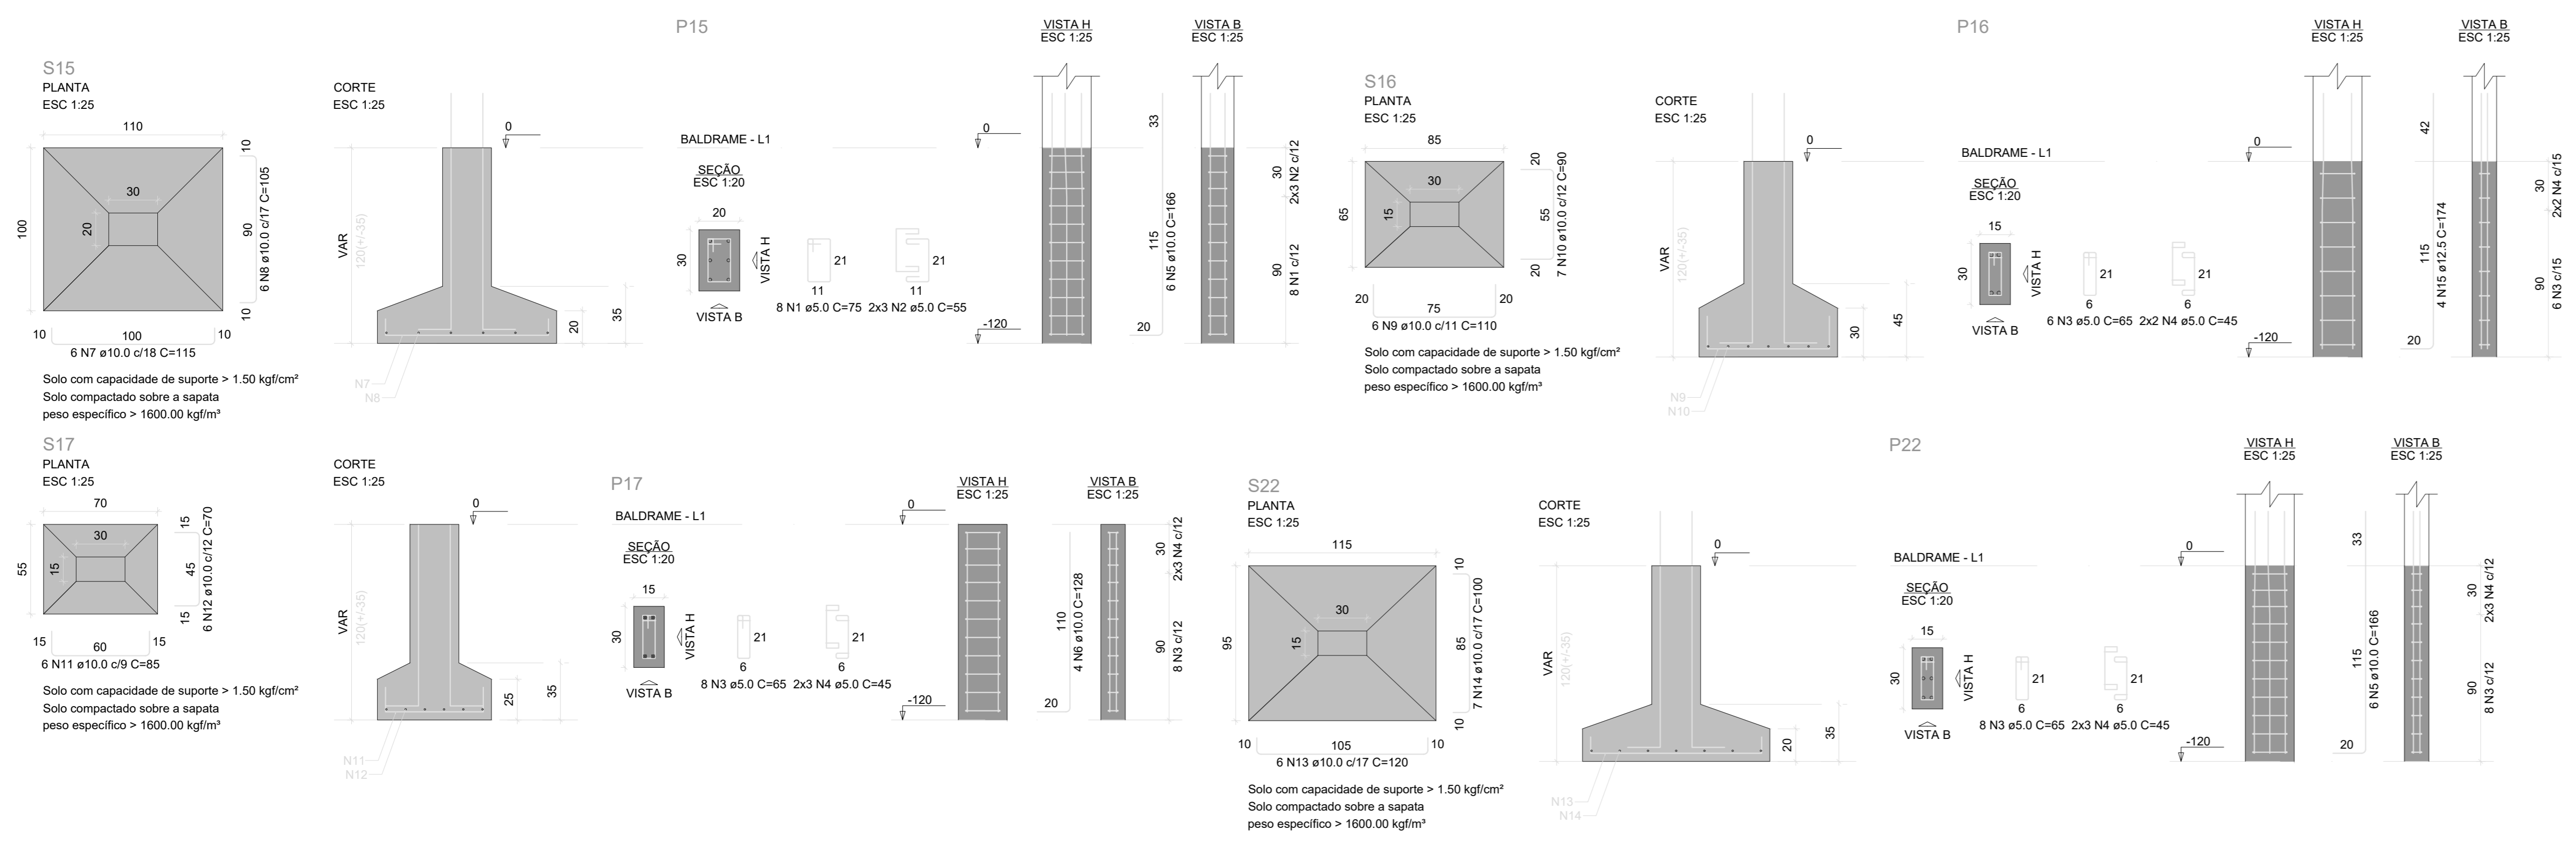 S15
PLANTA
ESC 1:25
110
100
30
20
10
90
10
6 N8 ø10.0 c/17 C=105
10
100
10
6 N7 ø10.0 c/18 C=115
Solo com capacidade de suporte > 1.50 kgf/cm²
Solo compactado sobre a sapata
peso específico > 1600.00 kgf/m³
CORTE
ESC 1:25
0
VAR
120(+/-35)
20
35
N7
N8
P15
BALDRAME - L1
SEÇÃO
ESC 1:20
20
30
VISTA H
VISTA B
21
11
8 N1 ø5.0 C=75
21
11
2x3 N2 ø5.0 C=55
VISTA H
ESC 1:25
0
-120
33
115
6 N5 ø10.0 C=166
20
VISTA B
ESC 1:25
30
2x3 N2 c/12
90
8 N1 c/12
S16
PLANTA
ESC 1:25
85
65
30
15
20
55
20
7 N10 ø10.0 c/12 C=90
20
75
20
6 N9 ø10.0 c/11 C=110
Solo com capacidade de suporte > 1.50 kgf/cm²
Solo compactado sobre a sapata
peso específico > 1600.00 kgf/m³
CORTE
ESC 1:25
0
VAR
120(+/-35)
30
45
N9
N10
P16
BALDRAME - L1
SEÇÃO
ESC 1:20
15
30
VISTA H
VISTA B
21
6
6 N3 ø5.0 C=65
21
6
2x2 N4 ø5.0 C=45
VISTA H
ESC 1:25
0
-120
42
115
4 N15 ø12.5 C=174
20
VISTA B
ESC 1:25
30
2x2 N4 c/15
90
6 N3 c/15
S17
PLANTA
ESC 1:25
70
55
30
15
15
45
15
6 N12 ø10.0 c/12 C=70
15
60
15
6 N11 ø10.0 c/9 C=85
Solo com capacidade de suporte > 1.50 kgf/cm²
Solo compactado sobre a sapata
peso específico > 1600.00 kgf/m³
CORTE
ESC 1:25
0
VAR
120(+/-35)
25
35
N11
N12
P17
BALDRAME - L1
SEÇÃO
ESC 1:20
15
30
VISTA H
VISTA B
21
6
8 N3 ø5.0 C=65
21
6
2x3 N4 ø5.0 C=45
VISTA H
ESC 1:25
0
-120
110
4 N6 ø10.0 C=128
20
VISTA B
ESC 1:25
30
2x3 N4 c/12
90
8 N3 c/12
S22
PLANTA
ESC 1:25
115
95
30
15
10
85
10
7 N14 ø10.0 c/17 C=100
10
105
10
6 N13 ø10.0 c/17 C=120
Solo com capacidade de suporte > 1.50 kgf/cm²
Solo compactado sobre a sapata
peso específico > 1600.00 kgf/m³
CORTE
ESC 1:25
0
VAR
120(+/-35)
20
35
N13
N14
P22
BALDRAME - L1
SEÇÃO
ESC 1:20
15
30
VISTA H
VISTA B
21
6
8 N3 ø5.0 C=65
21
6
2x3 N4 ø5.0 C=45
VISTA H
ESC 1:25
0
-120
33
115
6 N5 ø10.0 C=166
20
VISTA B
ESC 1:25
30
2x3 N4 c/12
90
8 N3 c/12